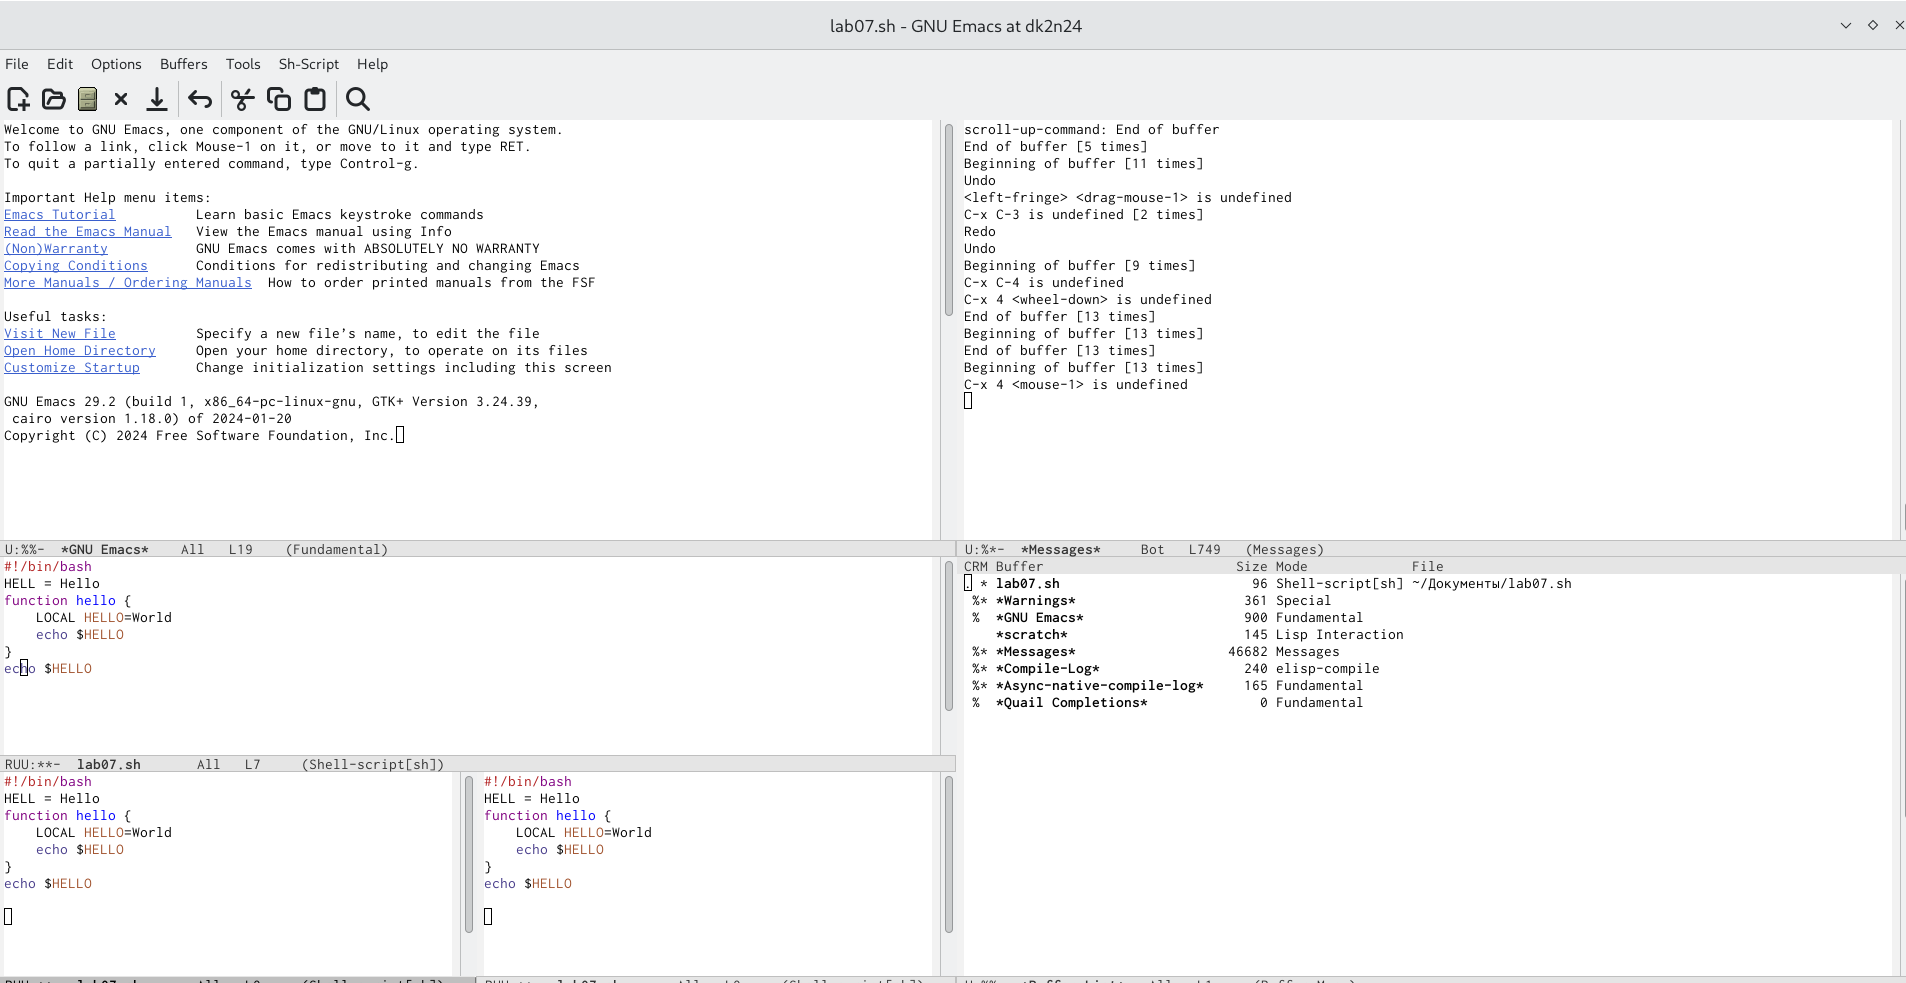 lab07.sh - GNU Emacs at dk2n24
File Edit Options Buffers Tools Sh-Script Help
Welcome to GNU Emacs, one component of the GNU/Linux operating system.
To follow a link, click Mouse-1 on it, or move to it and type RET.
To quit a partially entered command, type Control-g.
Important Help menu items:
Emacs Tutorial Learn basic Emacs keystroke commands
Read the Emacs Manual View the Emacs manual using Info
(Non)Warranty GNU Emacs comes with ABSOLUTELY NO WARRANTY
Copying Conditions Conditions for redistributing and changing Emacs
More Manuals / Ordering Manuals How to order printed manuals from the FSF
Useful tasks:
Visit New File Specify a new file’s name, to edit the file
Open Home Directory Open your home directory, to operate on its files
Customize Startup Change initialization settings including this screen
GNU Emacs 29.2 (build 1, x86_64-pc-linux-gnu, GTK+ Version 3.24.39,
cairo version 1.18.0) of 2024-01-20
Copyright (C) 2024 Free Software Foundation, Inc.
U:%%- *GNU Emacs* All L19 (Fundamental)
scroll-up-command: End of buffer
End of buffer [5 times]
Beginning of buffer [11 times]
Undo
<left-fringe> <drag-mouse-1> is undefined
C-x C-3 is undefined [2 times]
Redo
Undo
Beginning of buffer [9 times]
C-x C-4 is undefined
C-x 4 <wheel-down> is undefined
End of buffer [13 times]
Beginning of buffer [13 times]
End of buffer [13 times]
Beginning of buffer [13 times]
C-x 4 <mouse-1> is undefined
U:%*- *Messages* Bot L749 (Messages)
#!/bin/bash
HELL = Hello
function hello {
LOCAL HELLO=World
echo $HELLO
}
echo $HELLO
RUU:**- lab07.sh All L7 (Shell-script[sh])
#!/bin/bash
HELL = Hello
function hello {
LOCAL HELLO=World
echo $HELLO
}
echo $HELLO
#!/bin/bash
HELL = Hello
function hello {
LOCAL HELLO=World
echo $HELLO
}
echo $HELLO
CRM Buffer Size Mode File
. * lab07.sh 96 Shell-script[sh] ~/Документы/lab07.sh
%* *Warnings* 361 Special
% *GNU Emacs* 900 Fundamental
*scratch* 145 Lisp Interaction
%* *Messages* 46682 Messages
%* *Compile-Log* 240 elisp-compile
%* *Async-native-compile-log* 165 Fundamental
% *Quail Completions* 0 Fundamental